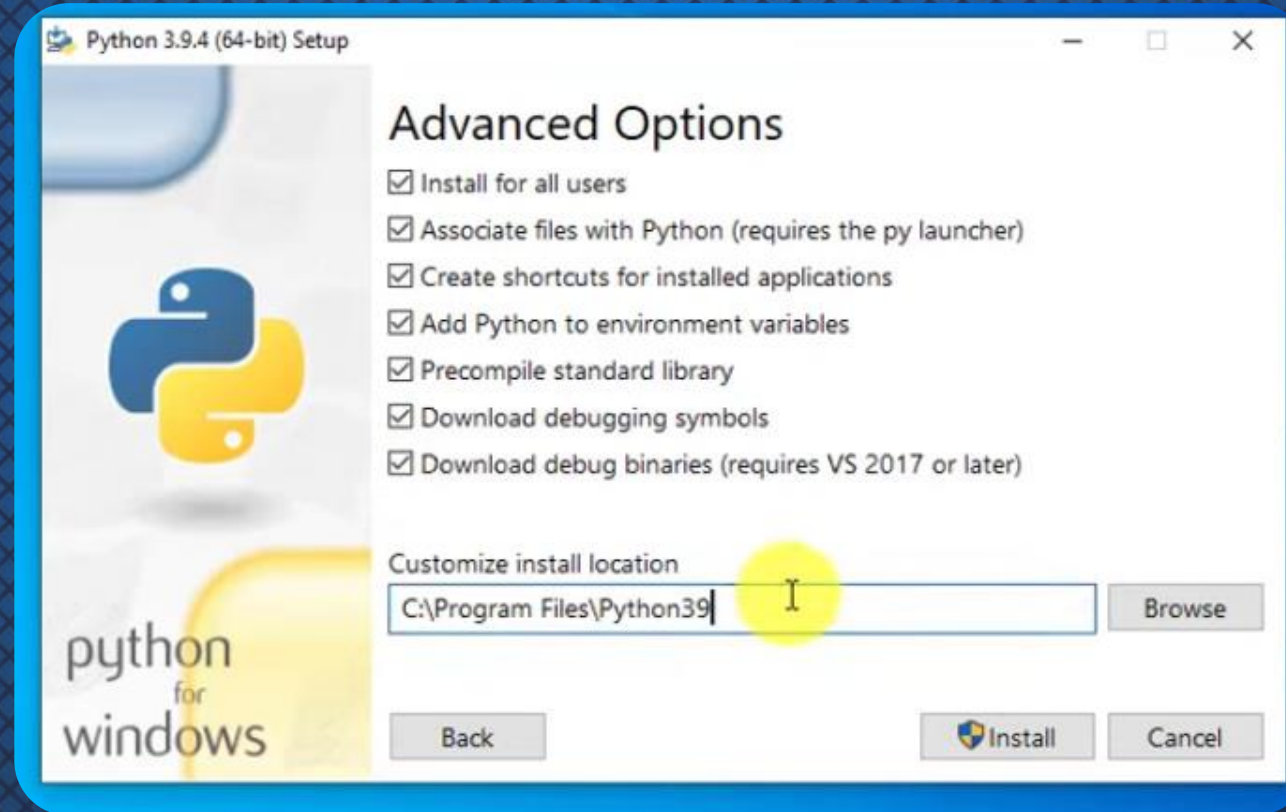 Python 3.9.4 (64-bit) Setup
Advanced Options
Install for all users
Associate files with Python (requires the py launcher)
Create shortcuts for installed applications
Add Python to environment variables
Precompile standard library
Download debugging symbols
Download debug binaries (requires VS 2017 or later)
Customize install location
C:\Program Files\Python39
Browse
python
for
windows
Back
Install
Cancel